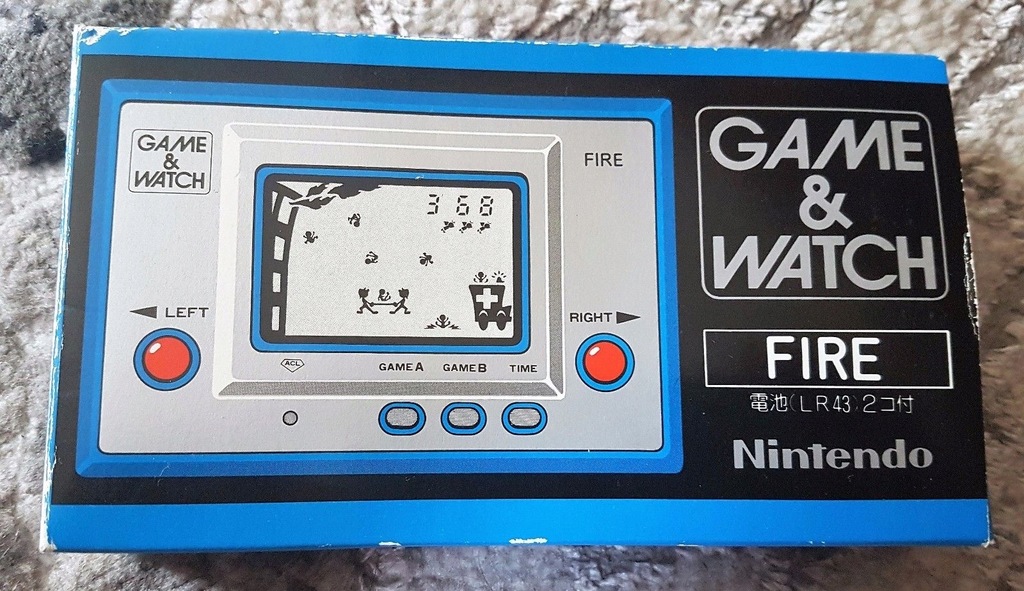 GAME
&
WATCH
FIRE
368
◀ LEFT
RIGHT ▶
ACL
GAME A GAME B TIME
GAME
&
WATCH
FIRE
電池(LR43)2コ付
Nintendo